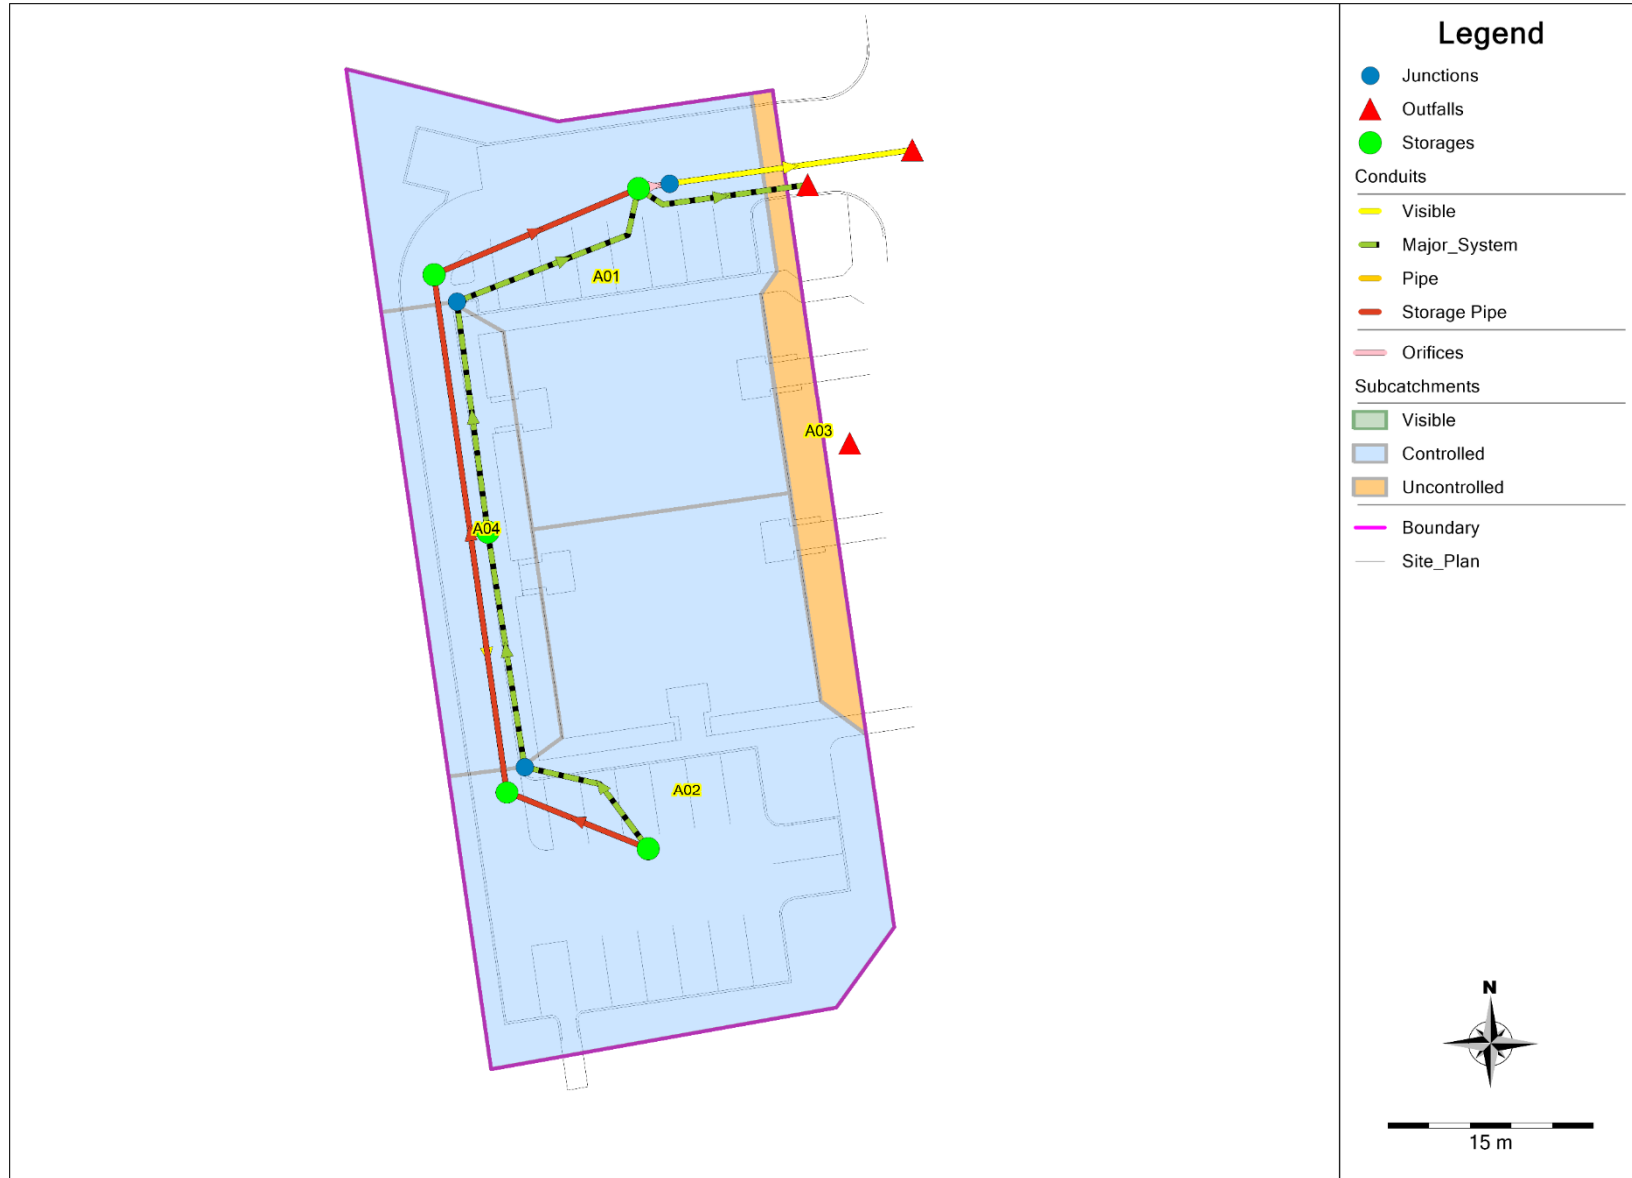 Legend
Junctions
Outfalls
Storages
Conduits
Visible
Major_System
Pipe
Storage Pipe
Orifices
Subcatchments
Visible
Controlled
Uncontrolled
Boundary
Site_Plan
A01
A03
A04
A02
N
15 m